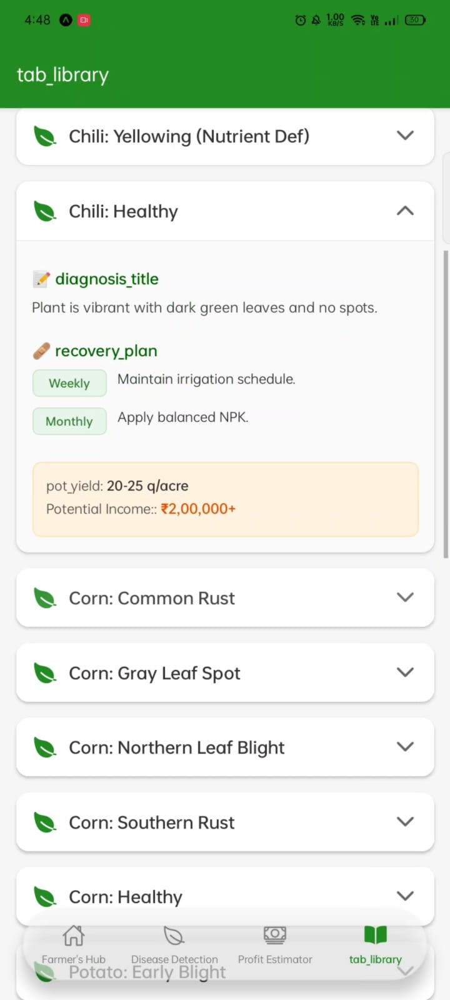 4:48
1.00
KB/S
Vo
LTE
30
tab_library
Chili: Yellowing (Nutrient Def)
Chili: Healthy
diagnosis_title
Plant is vibrant with dark green leaves and no spots.
recovery_plan
Weekly Maintain irrigation schedule.
Monthly Apply balanced NPK.
pot_yield: 20-25 q/acre
Potential Income:: ₹2,00,000+
Corn: Common Rust
Corn: Gray Leaf Spot
Corn: Northern Leaf Blight
Corn: Southern Rust
Corn: Healthy
Farmer's Hub Disease Detection Profit Estimator tab_library
Potato: Early Blight